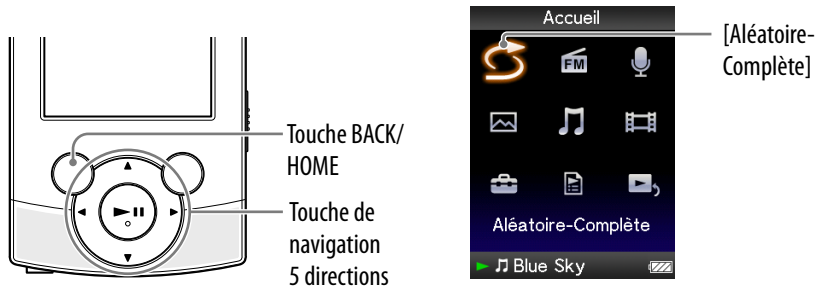 Touche BACK/
HOME
Touche de
navigation
5 directions
Accueil
FM
Aléatoire-Complète
Blue Sky
[Aléatoire-
Complète]